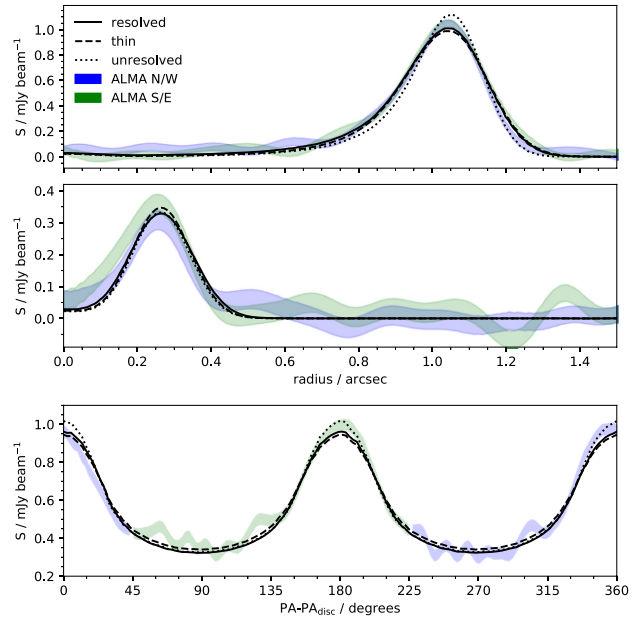 resolved
thin
unresolved
ALMA N/W
ALMA S/E
S / mJy beam⁻¹
1.0
0.8
0.6
0.4
0.2
0.0
S / mJy beam⁻¹
0.4
0.3
0.2
0.1
0.0
0.0 0.2 0.4 0.6 0.8 1.0 1.2 1.4
radius / arcsec
S / mJy beam⁻¹
1.0
0.8
0.6
0.4
0.2
0 45 90 135 180 225 270 315 360
PA-PA_disc / degrees